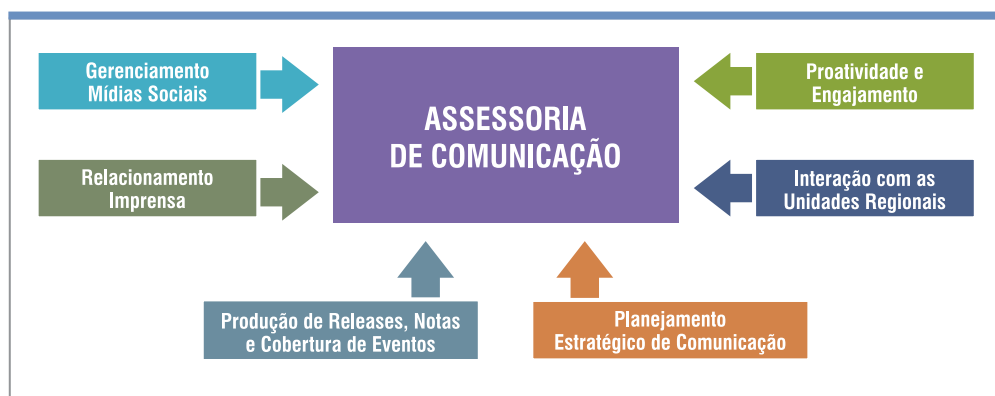 Gerenciamento
Mídias Sociais
ASSESSORIA
DE COMUNICAÇÃO
Proatividade e
Engajamento
Relacionamento
Imprensa
Interação com as
Unidades Regionais
Produção de Releases, Notas
e Cobertura de Eventos
Planejamento
Estratégico de Comunicação